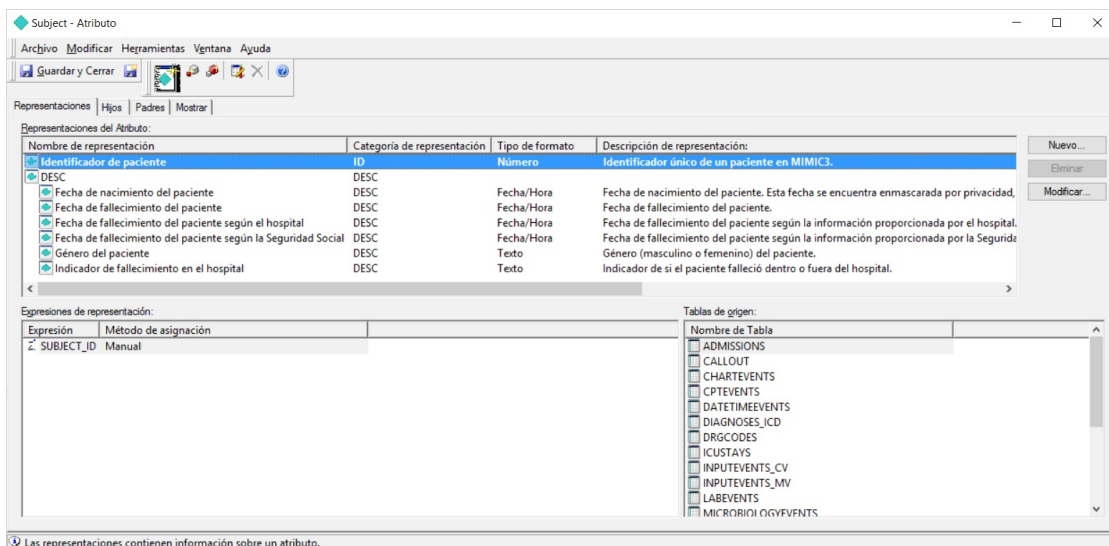 Subject - Atributo
Archivo Modificar Herramientas Ventana Ayuda
Guardar y Cerrar
Representaciones Hijos Padres Mostrar
Representaciones del Atributo:
Nombre de representación Categoría de representación Tipo de formato Descripción de representación: Nuevo...
Identificador de paciente ID Número Identificador único de un paciente en MIMIC3.
DESC DESC Eliminar
Fecha de nacimiento del paciente DESC Fecha/Hora Fecha de nacimiento del paciente. Esta fecha se encuentra enmascarada por privacidad, Modificar...
Fecha de fallecimiento del paciente DESC Fecha/Hora Fecha de fallecimiento del paciente.
Fecha de fallecimiento del paciente según el hospital DESC Fecha/Hora Fecha de fallecimiento del paciente según la información proporcionada por el hospital.
Fecha de fallecimiento del paciente según la Seguridad Social DESC Fecha/Hora Fecha de fallecimiento del paciente según la información proporcionada por la Segurida
Género del paciente DESC Texto Género (masculino o femenino) del paciente.
Indicador de fallecimiento en el hospital DESC Texto Indicador de si el paciente falleció dentro o fuera del hospital.
Expresiones de representación: Tablas de origen:
Expresión Método de asignación Nombre de Tabla
SUBJECT_ID Manual ADMISSIONS
CALLOUT
CHARTEVENTS
CPTEVENTS
DATETIMEEVENTS
DIAGNOSES_ICD
DRGCODES
ICUSTAYS
INPUTEVENTS_CV
INPUTEVENTS_MV
LABEVENTS
MICROBIOLOGYEVENTS
Las representaciones contienen información sobre un atributo.